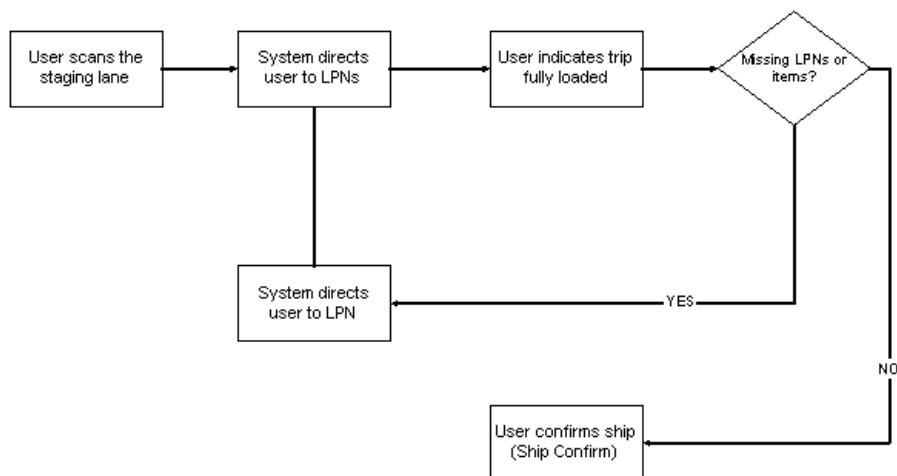 User scans the
staging lane
System directs
user to LPNs
User indicates trip
fully loaded
Missing LPNs or
items?
System directs
user to LPN
YES
NO
User confirms ship
(Ship Confirm)